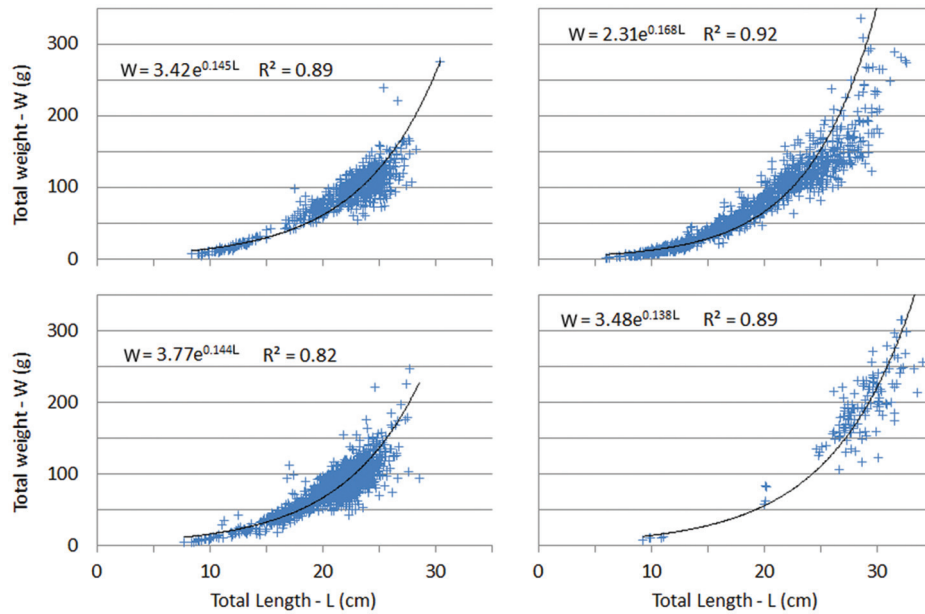 300
200
100
0
Total weight - W (g)
W = 3.42e^0.145L R² = 0.89
W = 2.31e^0.168L R² = 0.92
300
200
100
0
Total weight - W (g)
W = 3.77e^0.144L R² = 0.82
W = 3.48e^0.138L R² = 0.89
0 10 20 30
0 10 20 30
Total Length - L (cm)
Total Length - L (cm)